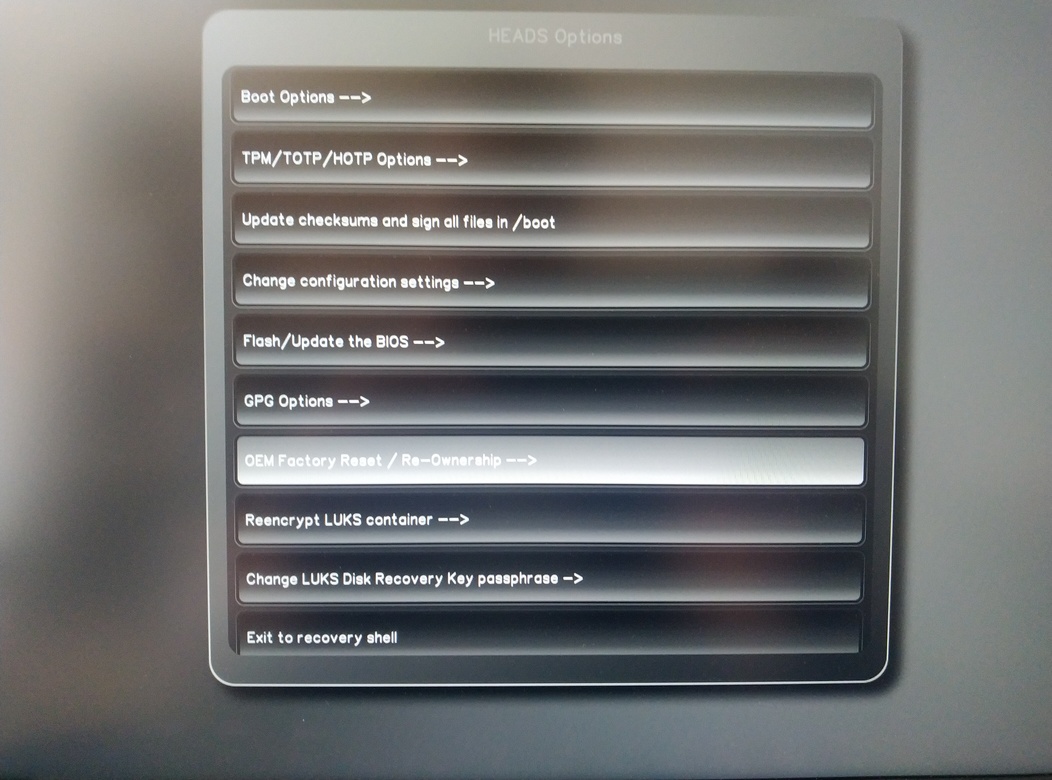 HEADS Options
Boot Options -->
TPM/TOTP/HOTP Options -->
Update checksums and sign all files in /boot
Change configuration settings -->
Flash/Update the BIOS -->
GPG Options -->
OEM Factory Reset / Re-Ownership -->
Reencrypt LUKS container -->
Change LUKS Disk Recovery Key passphrase ->
Exit to recovery shell